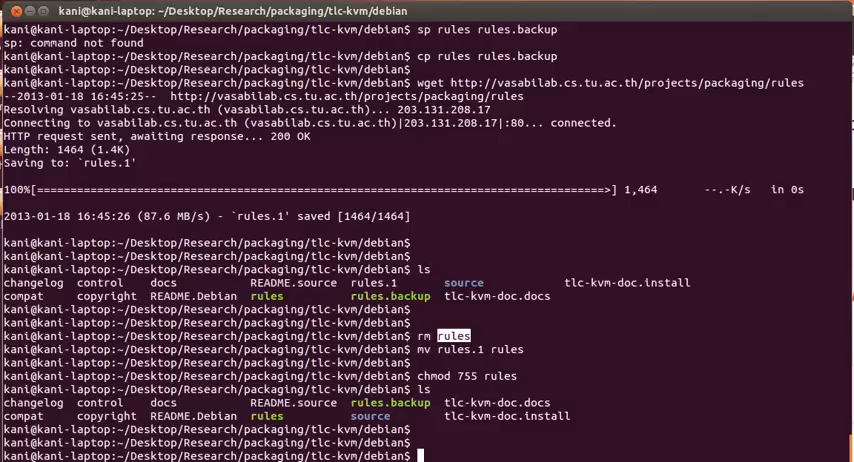 kani@kani-laptop: ~/Desktop/Research/packaging/tlc-kvm/debian
kani@kani-laptop:~/Desktop/Research/packaging/tlc-kvm/debian$ sp rules rules.backup
sp: command not found
kani@kani-laptop:~/Desktop/Research/packaging/tlc-kvm/debian$ cp rules rules.backup
kani@kani-laptop:~/Desktop/Research/packaging/tlc-kvm/debian$
kani@kani-laptop:~/Desktop/Research/packaging/tlc-kvm/debian$ wget http://vasabilab.cs.tu.ac.th/projects/packaging/rules
--2013-01-18 16:45:25--  http://vasabilab.cs.tu.ac.th/projects/packaging/rules
Resolving vasabilab.cs.tu.ac.th (vasabilab.cs.tu.ac.th)... 203.131.208.17
Connecting to vasabilab.cs.tu.ac.th (vasabilab.cs.tu.ac.th)|203.131.208.17|:80... connected.
HTTP request sent, awaiting response... 200 OK
Length: 1464 (1.4K)
Saving to: `rules.1'
100%[======================================================================================>] 1,464       --.-K/s   in 0s
2013-01-18 16:45:26 (87.6 MB/s) - `rules.1' saved [1464/1464]
kani@kani-laptop:~/Desktop/Research/packaging/tlc-kvm/debian$
kani@kani-laptop:~/Desktop/Research/packaging/tlc-kvm/debian$
kani@kani-laptop:~/Desktop/Research/packaging/tlc-kvm/debian$ ls
changelog  control    docs           README.source  rules.1       source            tlc-kvm-doc.install
compat     copyright  README.Debian  rules          rules.backup  tlc-kvm-doc.docs
kani@kani-laptop:~/Desktop/Research/packaging/tlc-kvm/debian$
kani@kani-laptop:~/Desktop/Research/packaging/tlc-kvm/debian$
kani@kani-laptop:~/Desktop/Research/packaging/tlc-kvm/debian$ rm rules
kani@kani-laptop:~/Desktop/Research/packaging/tlc-kvm/debian$ mv rules.1 rules
kani@kani-laptop:~/Desktop/Research/packaging/tlc-kvm/debian$
kani@kani-laptop:~/Desktop/Research/packaging/tlc-kvm/debian$ chmod 755 rules
kani@kani-laptop:~/Desktop/Research/packaging/tlc-kvm/debian$ ls
changelog  control    docs           README.source  rules.backup  tlc-kvm-doc.docs
compat     copyright  README.Debian  rules          source        tlc-kvm-doc.install
kani@kani-laptop:~/Desktop/Research/packaging/tlc-kvm/debian$
kani@kani-laptop:~/Desktop/Research/packaging/tlc-kvm/debian$
kani@kani-laptop:~/Desktop/Research/packaging/tlc-kvm/debian$